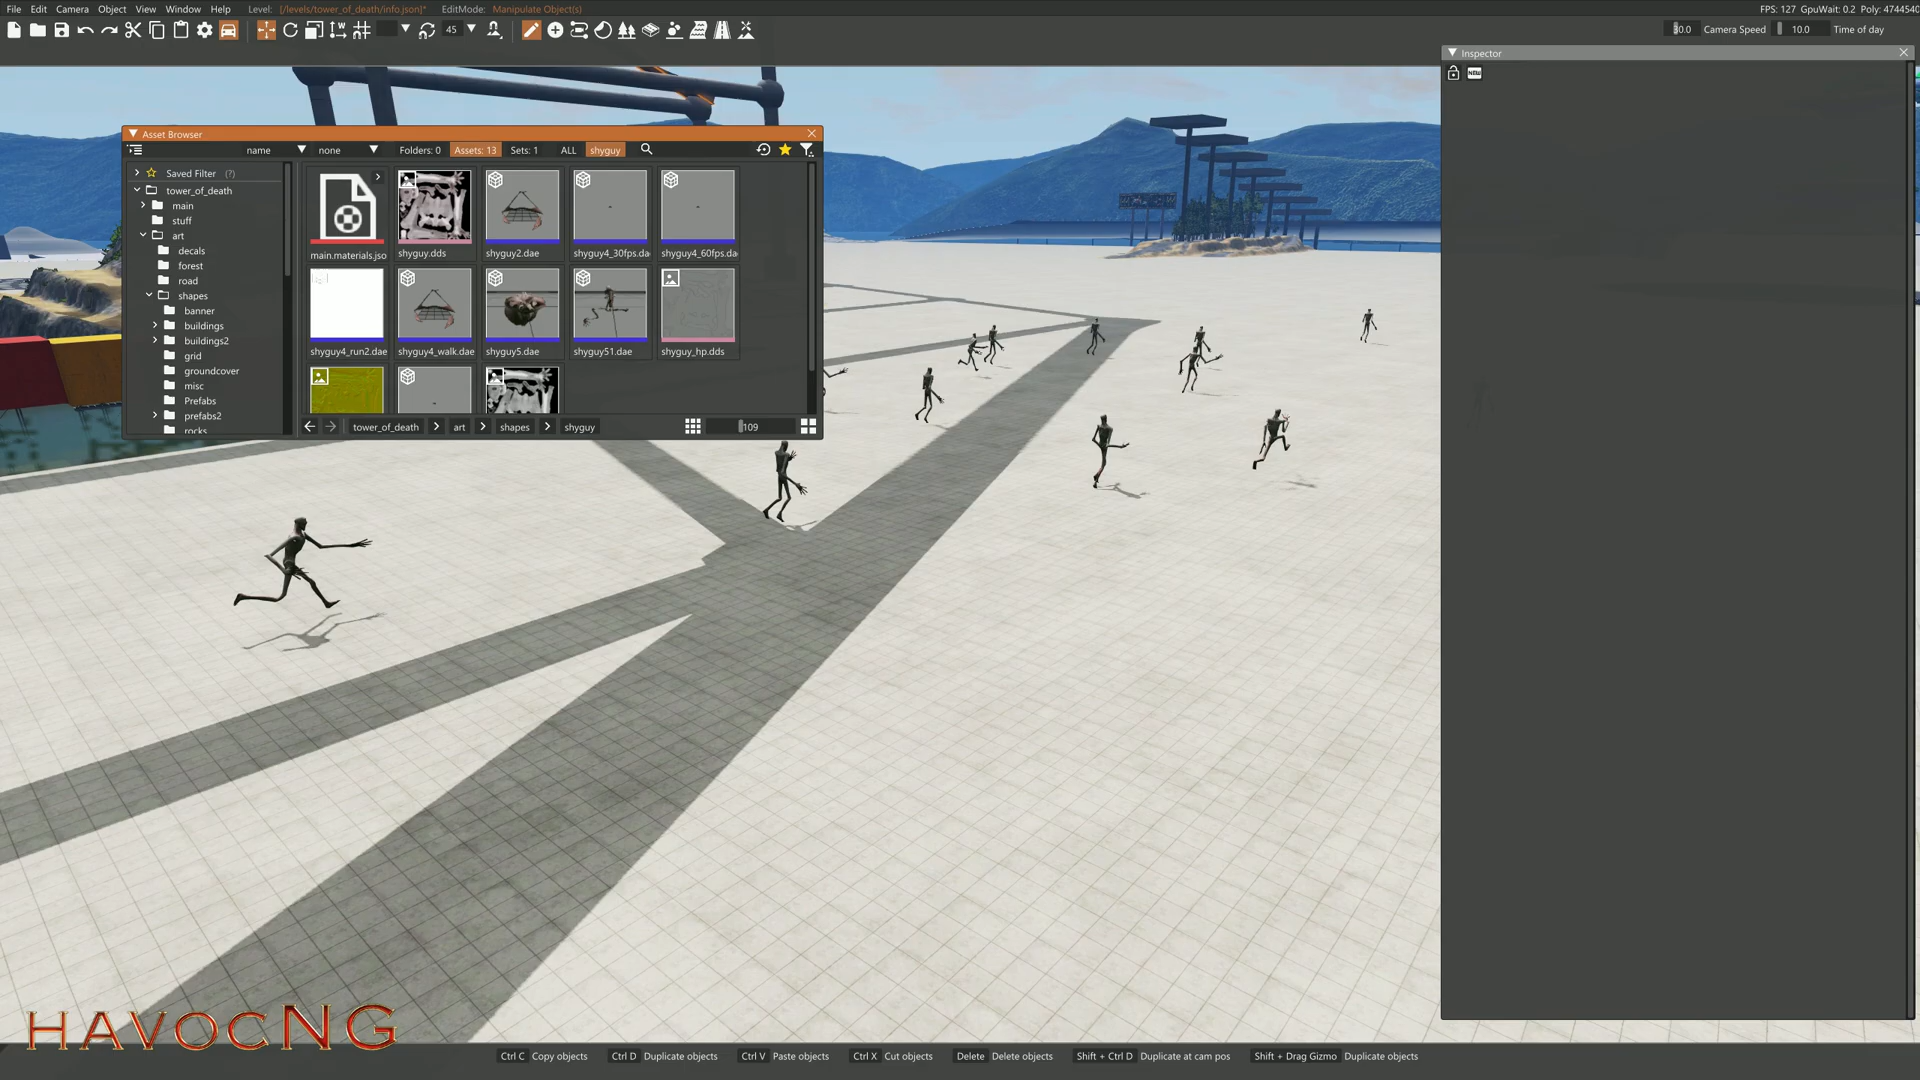 File Edit Camera Object View Window Help Level: [/levels/tower_of_death/info.json]* EditMode: Manipulate Object(s) FPS: 127 GpuWait: 0.2 Poly: 4744540
45 30.0 Camera Speed 10.0 Time of day
Inspector
NEW
Asset Browser
name none Folders: 0 Assets: 13 Sets: 1 ALL shyguy
Saved Filter (?)
tower_of_death
main
stuff
art
decals
forest
road
shapes
banner
buildings
buildings2
grid
groundcover
misc
Prefabs
prefabs2
rocks
main.materials.jso shyguy.dds shyguy2.dae shyguy4_30fps.da shyguy4_60fps.da
shyguy4_run2.dae shyguy4_walk.dae shyguy5.dae shyguy51.dae shyguy_hp.dds
tower_of_death > art > shapes > shyguy 109
HAVOCNG
Ctrl C Copy objects Ctrl D Duplicate objects Ctrl V Paste objects Ctrl X Cut objects Delete Delete objects Shift + Ctrl D Duplicate at cam pos Shift + Drag Gizmo Duplicate objects